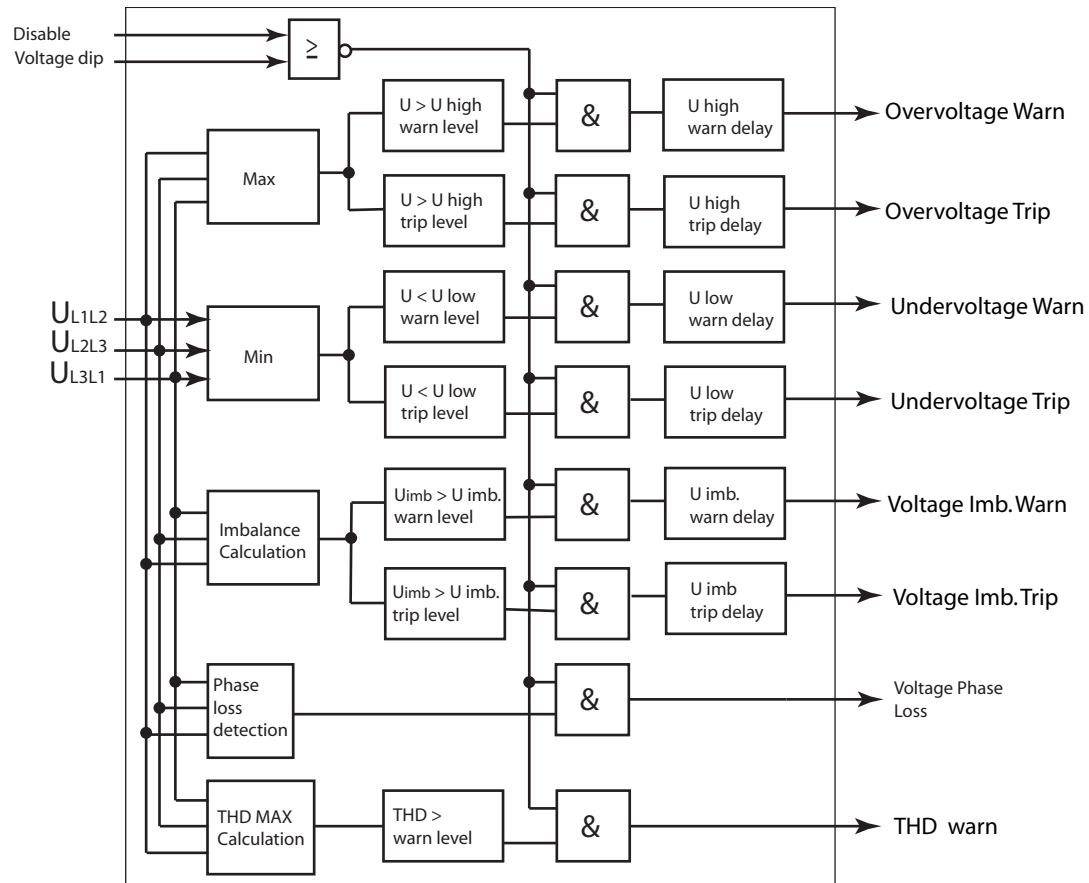 Disable
Voltage dip
≥
U > U high
warn level
&
U high
warn delay
Overvoltage Warn
Max
U > U high
trip level
&
U high
trip delay
Overvoltage Trip
UL1L2
UL2L3
UL3L1
Min
U < U low
warn level
&
U low
warn delay
Undervoltage Warn
U < U low
trip level
&
U low
trip delay
Undervoltage Trip
Imbalance
Calculation
Uimb > U imb.
warn level
&
U imb.
warn delay
Voltage Imb. Warn
Uimb > U imb.
trip level
&
U imb
trip delay
Voltage Imb. Trip
Phase
loss
detection
&
Voltage Phase
Loss
THD MAX
Calculation
THD >
warn level
&
THD warn